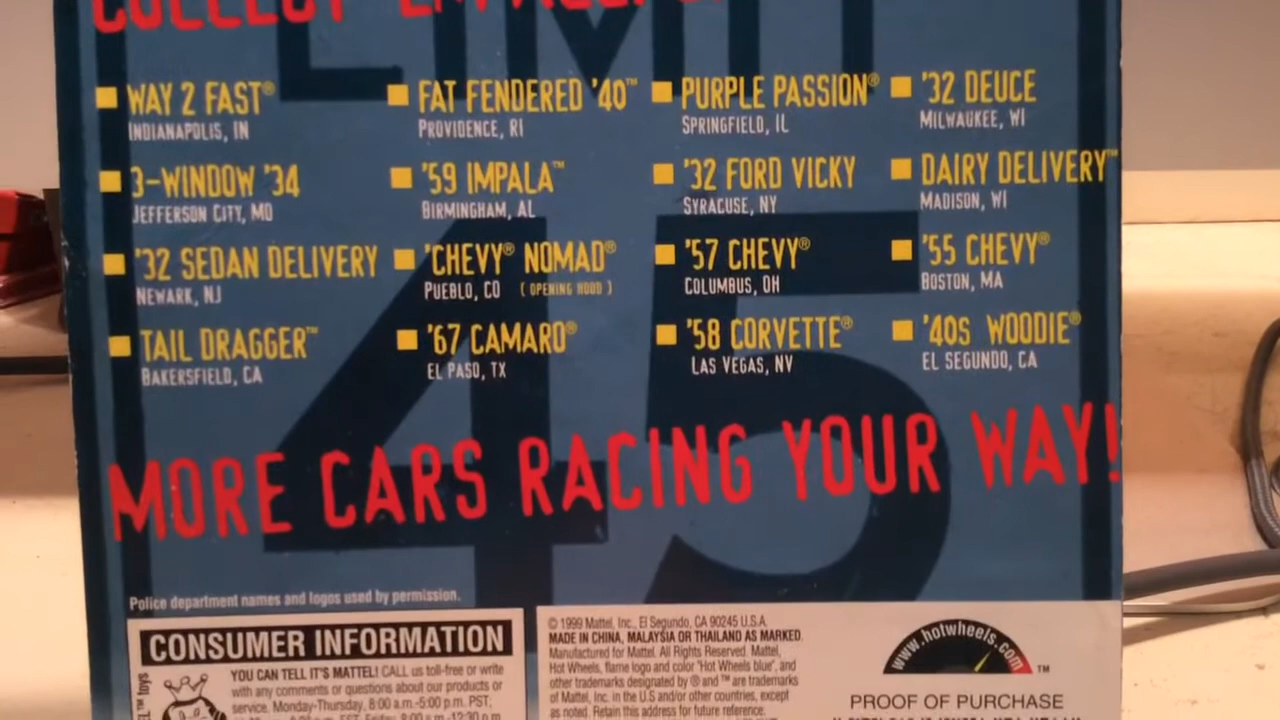 COLLECT 'EM ALL!
LIMIT
45
WAY 2 FAST®
INDIANAPOLIS, IN
FAT FENDERED '40™
PROVIDENCE, RI
PURPLE PASSION®
SPRINGFIELD, IL
'32 DEUCE
MILWAUKEE, WI
3-WINDOW '34
JEFFERSON CITY, MO
'59 IMPALA™
BIRMINGHAM, AL
'32 FORD VICKY
SYRACUSE, NY
DAIRY DELIVERY™
MADISON, WI
'32 SEDAN DELIVERY
NEWARK, NJ
'CHEVY® NOMAD®
PUEBLO, CO ( OPENING HOOD )
'57 CHEVY®
COLUMBUS, OH
'55 CHEVY®
BOSTON, MA
TAIL DRAGGER™
BAKERSFIELD, CA
'67 CAMARO®
EL PASO, TX
'58 CORVETTE®
LAS VEGAS, NV
'40S WOODIE®
EL SEGUNDO, CA
MORE CARS RACING YOUR WAY!
Police department names and logos used by permission.
CONSUMER INFORMATION
YOU CAN TELL IT'S MATTEL! CALL us toll-free or write
with any comments or questions about our products or
service. Monday-Thursday, 8:00 a.m.-5:00 p.m. PST,
™ toys
© 1999 Mattel, Inc., El Segundo, CA 90245 U.S.A.
MADE IN CHINA, MALAYSIA OR THAILAND AS MARKED.
Manufactured for Mattel. All Rights Reserved. Mattel,
Hot Wheels, flame logo and color "Hot Wheels blue", and
other trademarks designated by ® and ™ are trademarks
of Mattel, Inc. in the U.S and/or other countries, except
as noted. Retain this address for future reference.
www.hotwheels.com
™
PROOF OF PURCHASE